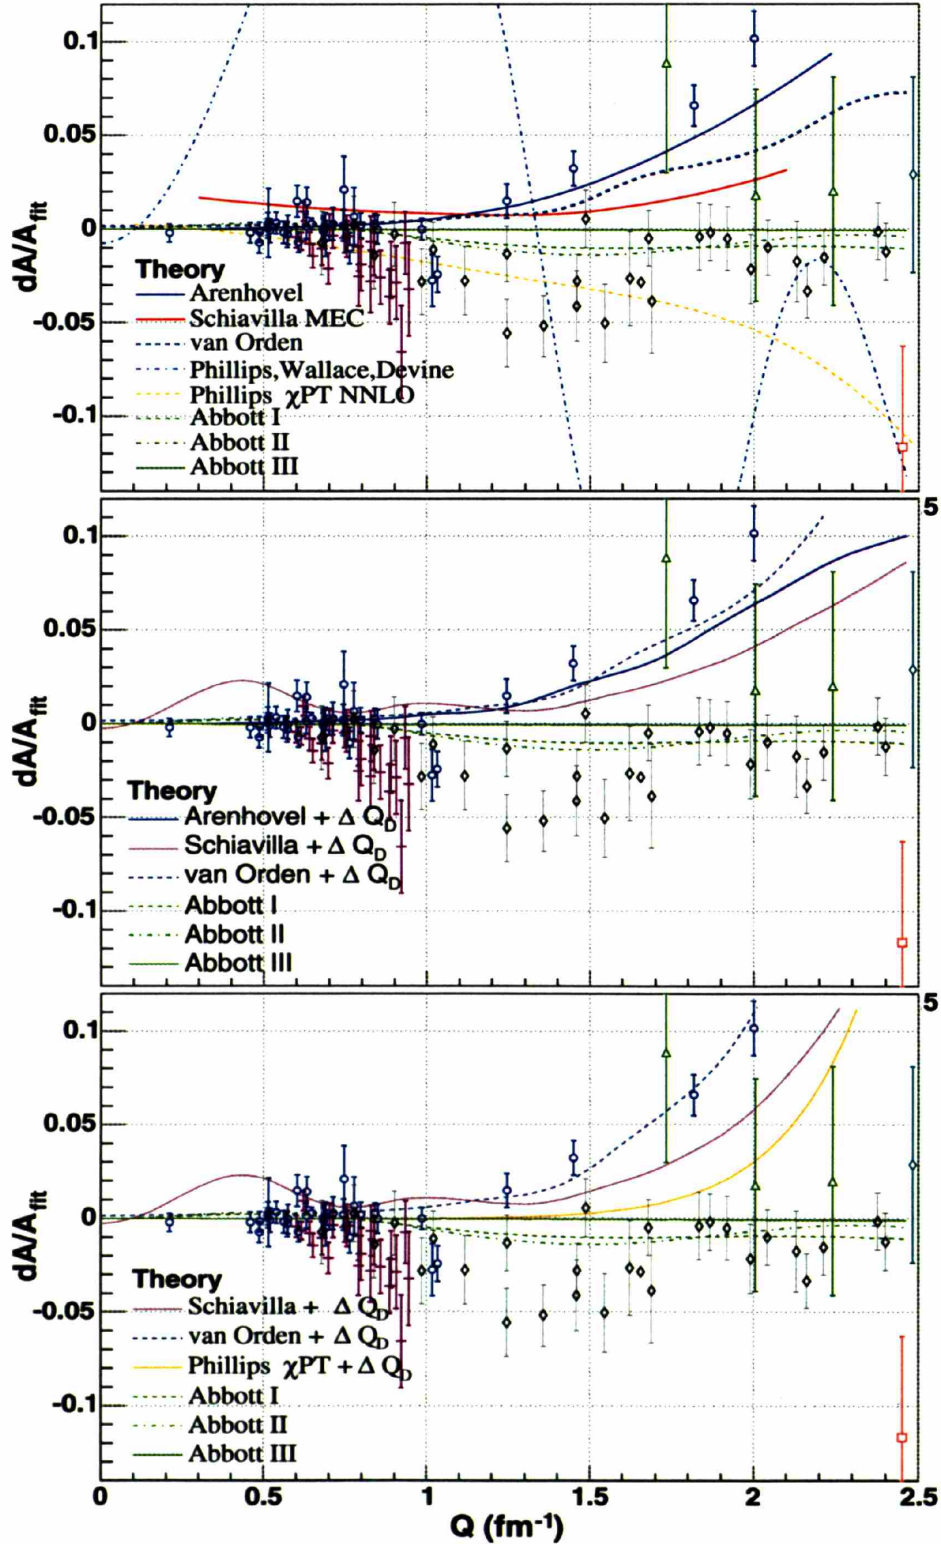 0.1
0.05
0
-0.05
-0.1
dA/A_fit
Theory
Arenhovel
Schiavilla MEC
van Orden
Phillips,Wallace,Devine
Phillips χPT NNLO
Abbott I
Abbott II
Abbott III
5
0.1
0.05
0
-0.05
-0.1
dA/A_fit
Theory
Arenhovel + Δ Q_D
Schiavilla + Δ Q_D
van Orden + Δ Q_D
Abbott I
Abbott II
Abbott III
5
0.1
0.05
0
-0.05
-0.1
dA/A_fit
Theory
Schiavilla + Δ Q_D
van Orden + Δ Q_D
Phillips χPT + Δ Q_D
Abbott I
Abbott II
Abbott III
0 0.5 1 1.5 2 2.5
Q (fm⁻¹)